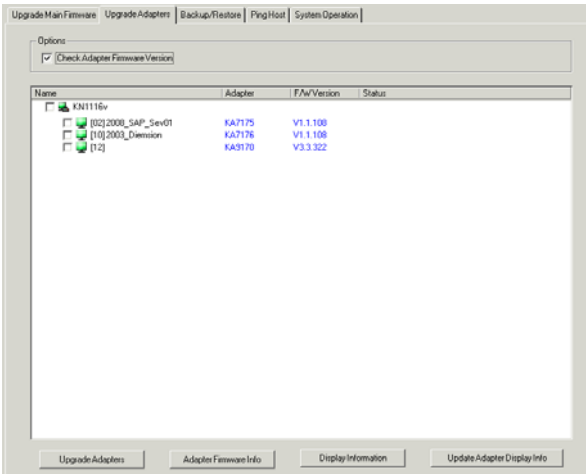 Upgrade Main Firmware Upgrade Adapters Backup/Restore Ping Host System Operation
Options
Check Adapter Firmware Version
Name Adapter F/W Version Status
KN1116v
[02]2008_SAP_Sev01 KA7175 V1.1.108
[10]2003_Diemsion KA7176 V1.1.108
[12] KA9170 V3.3.322
Upgrade Adapters Adapter Firmware Info Display Information Update Adapter Display Info